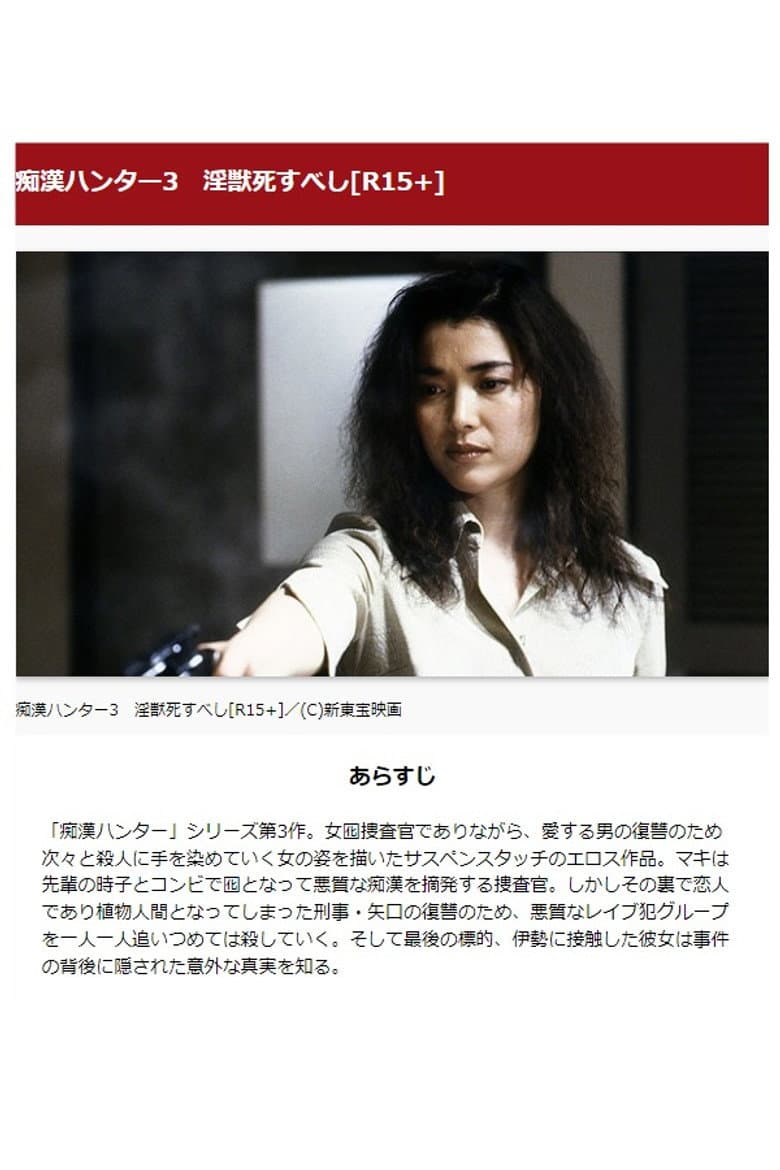 痴漢ハンター3　淫獣死すべし[R15+]
痴漢ハンター3　淫獣死すべし[R15+]／(C)新東宝映画
あらすじ
「痴漢ハンター」シリーズ第3作。女囮捜査官でありながら、愛する男の復讐のため
次々と殺人に手を染めていく女の姿を描いたサスペンスタッチのエロス作品。マキは
先輩の時子とコンビで囮となって悪質な痴漢を摘発する捜査官。しかしその裏で恋人
であり植物人間となってしまった刑事・矢口の復讐のため、悪質なレイプ犯グループ
を一人一人追いつめては殺していく。そして最後の標的、伊勢に接触した彼女は事件
の背後に隠された意外な真実を知る。